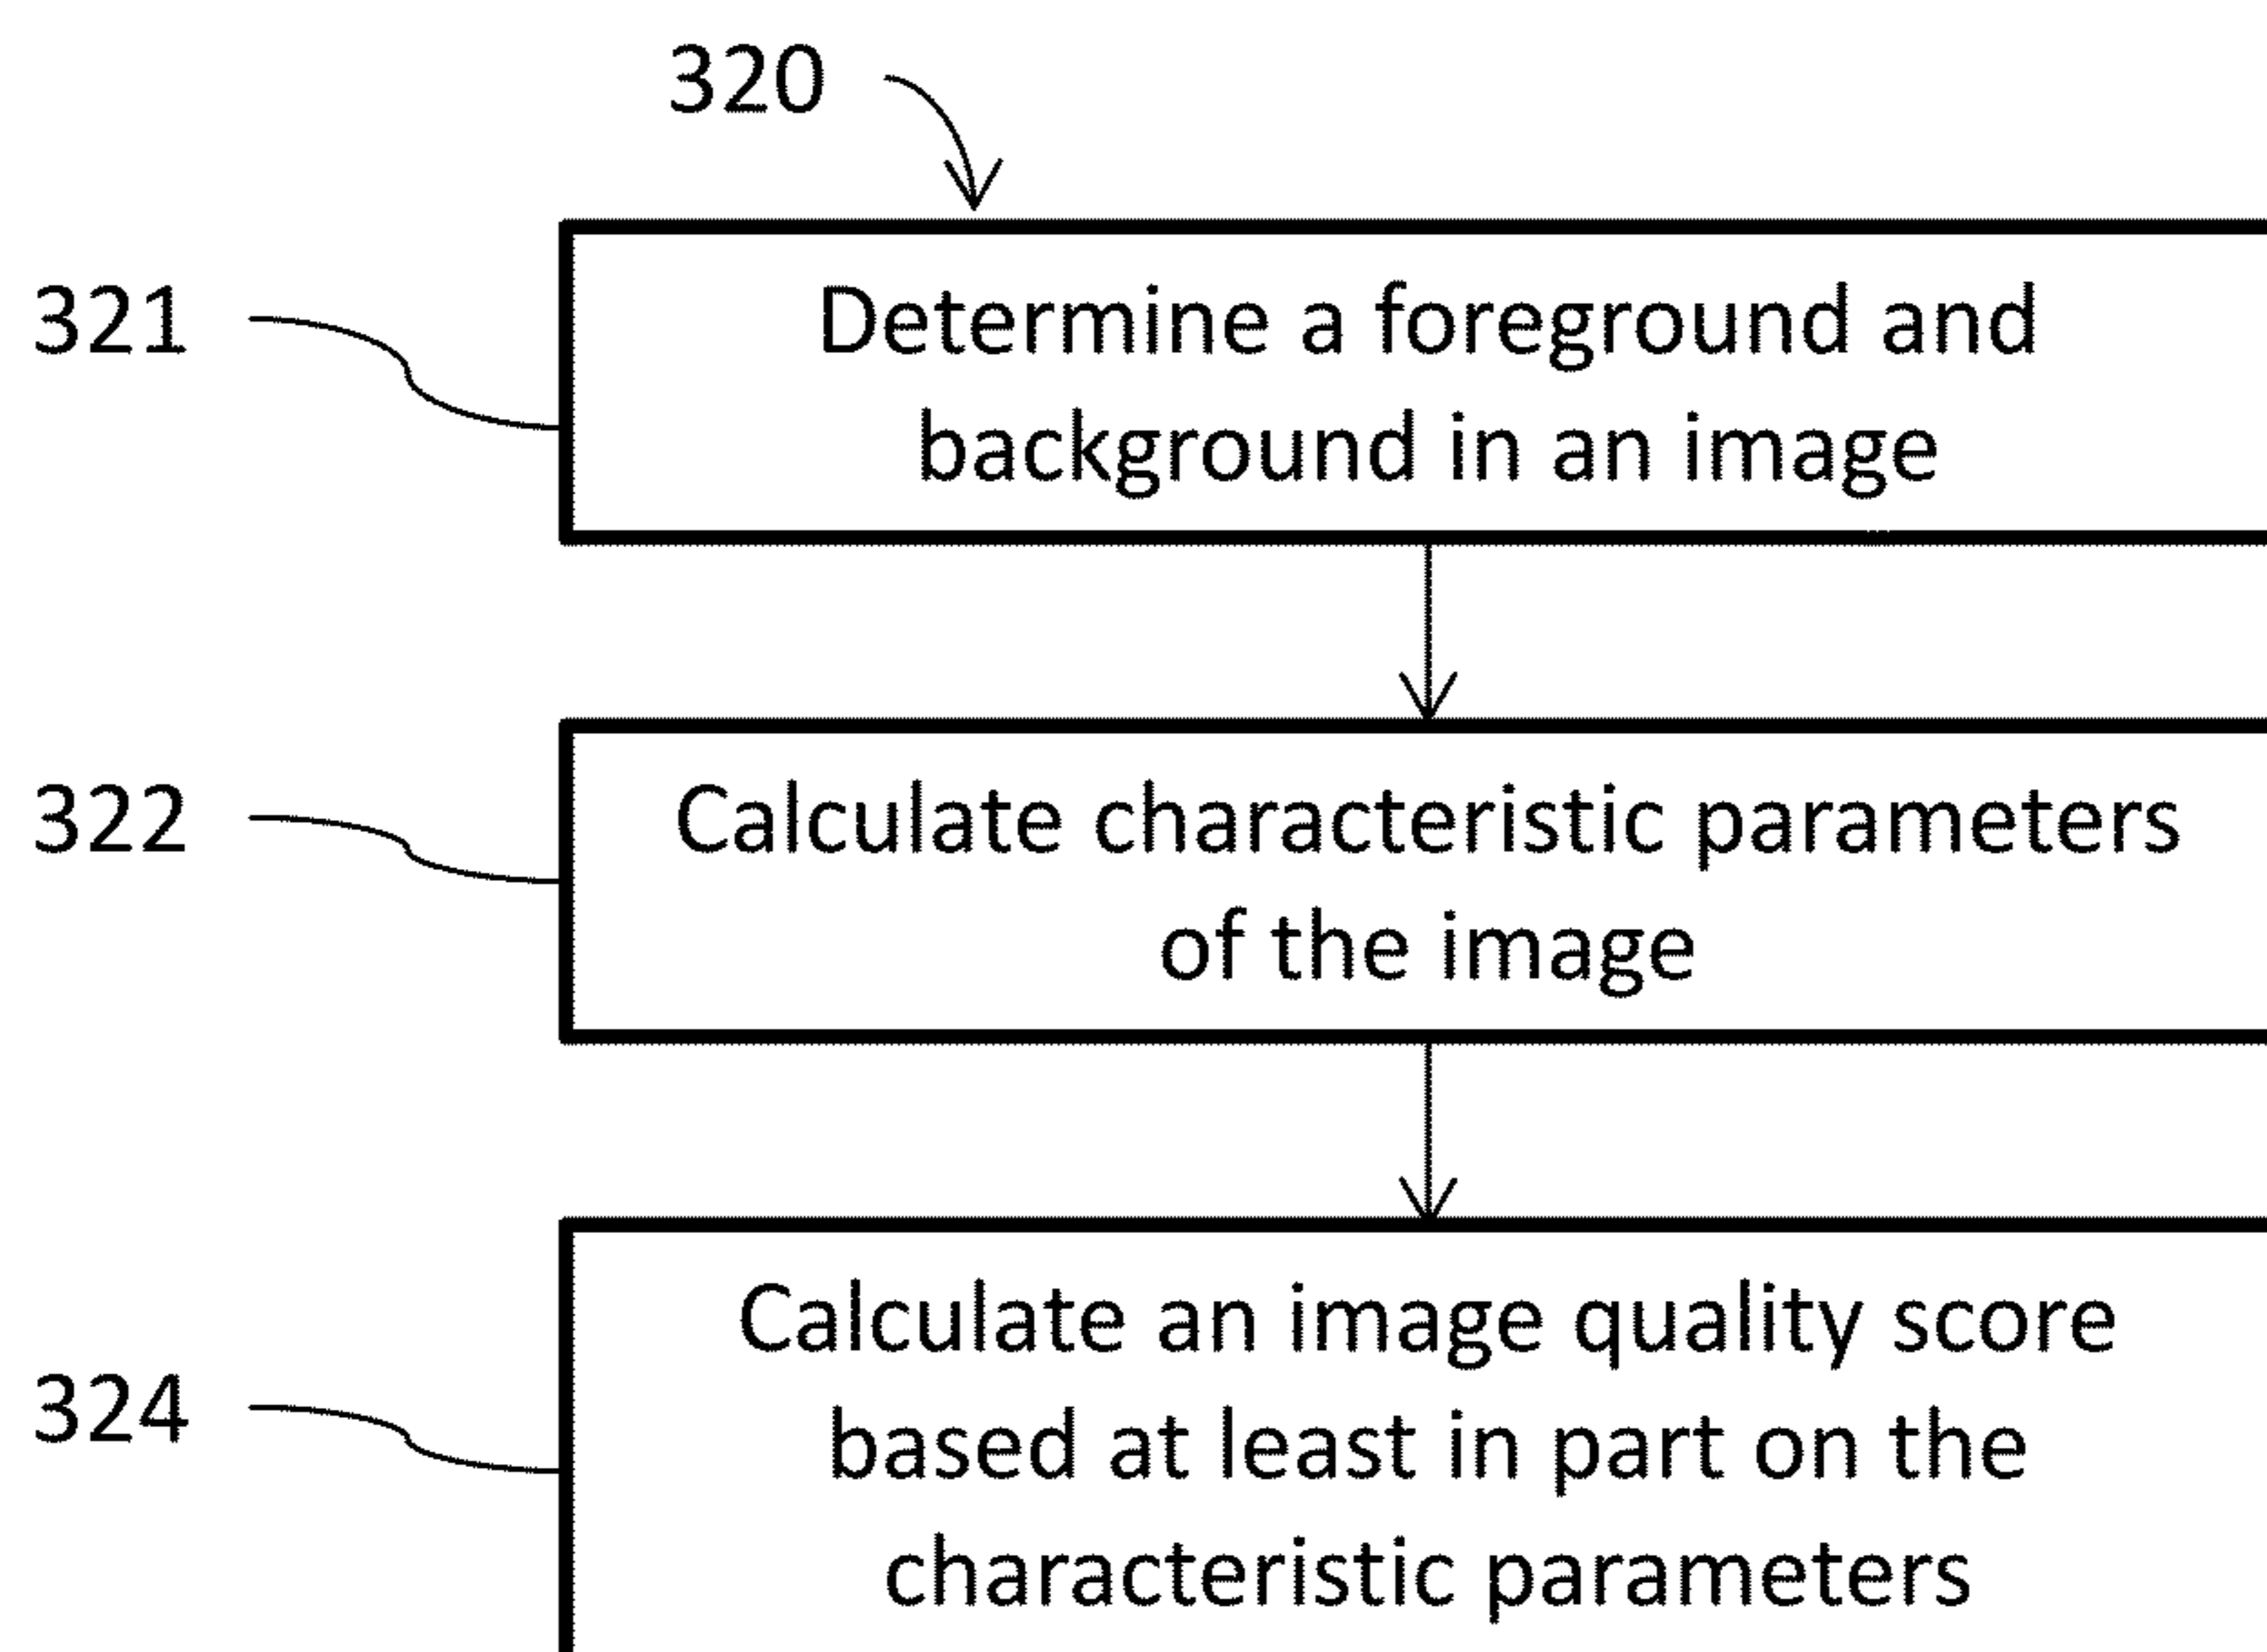 320
321
Determine a foreground and
background in an image
322
Calculate characteristic parameters
of the image
324
Calculate an image quality score
based at least in part on the
characteristic parameters